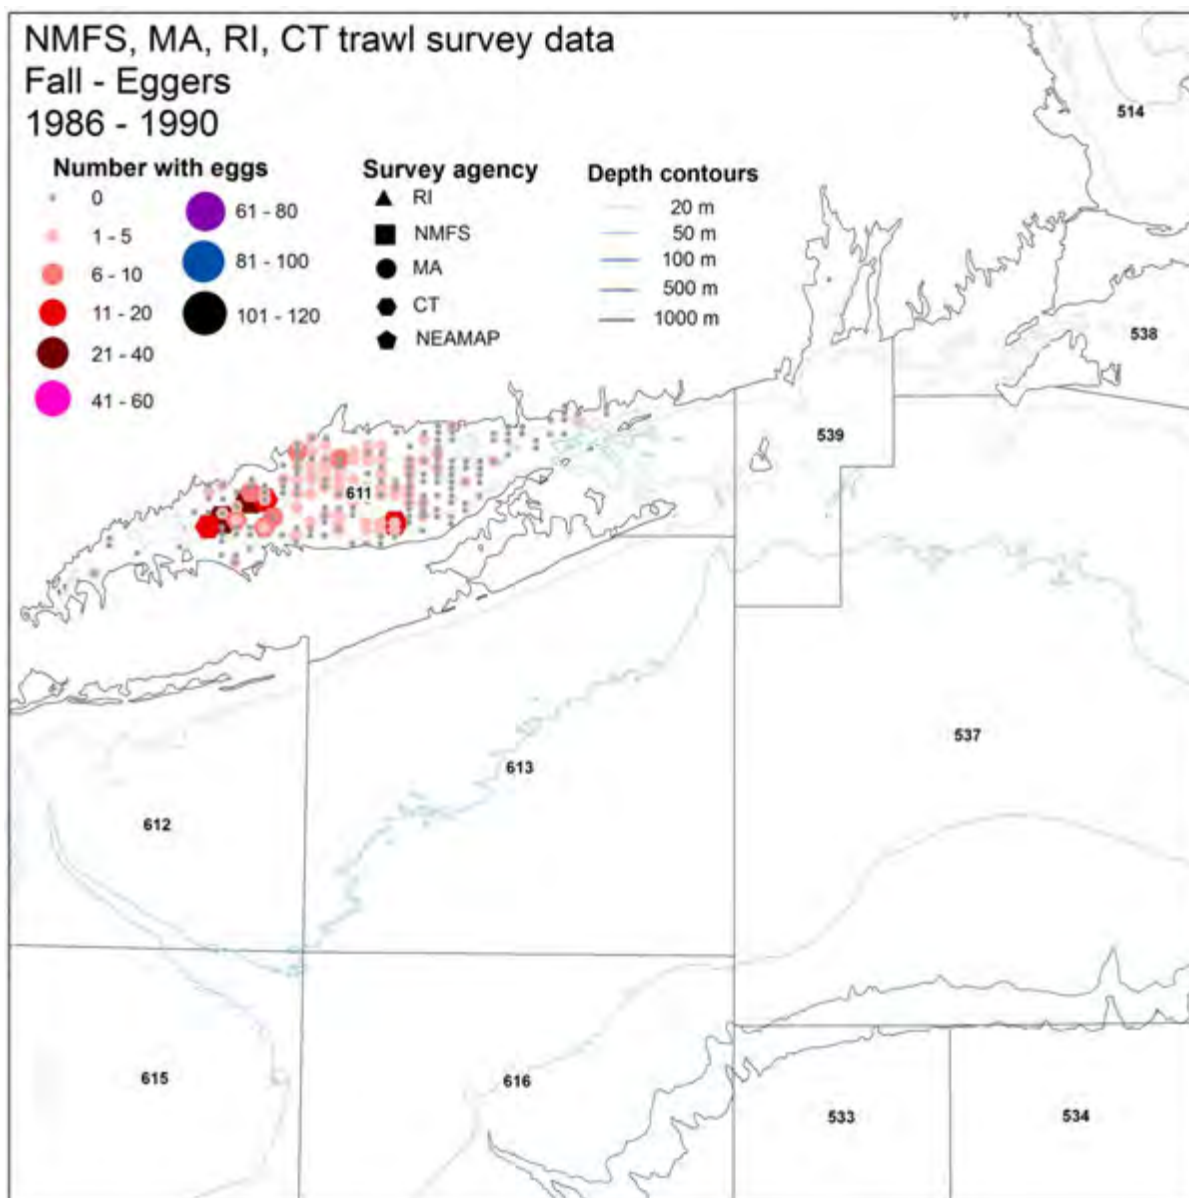 NMFS, MA, RI, CT trawl survey data
Fall - Eggers
1986 - 1990
Number with eggs
0
1 - 5
6 - 10
11 - 20
21 - 40
41 - 60
61 - 80
81 - 100
101 - 120
Survey agency
RI
NMFS
MA
CT
NEAMAP
Depth contours
20 m
50 m
100 m
500 m
1000 m
514
538
539
611
537
613
612
615
616
533
534